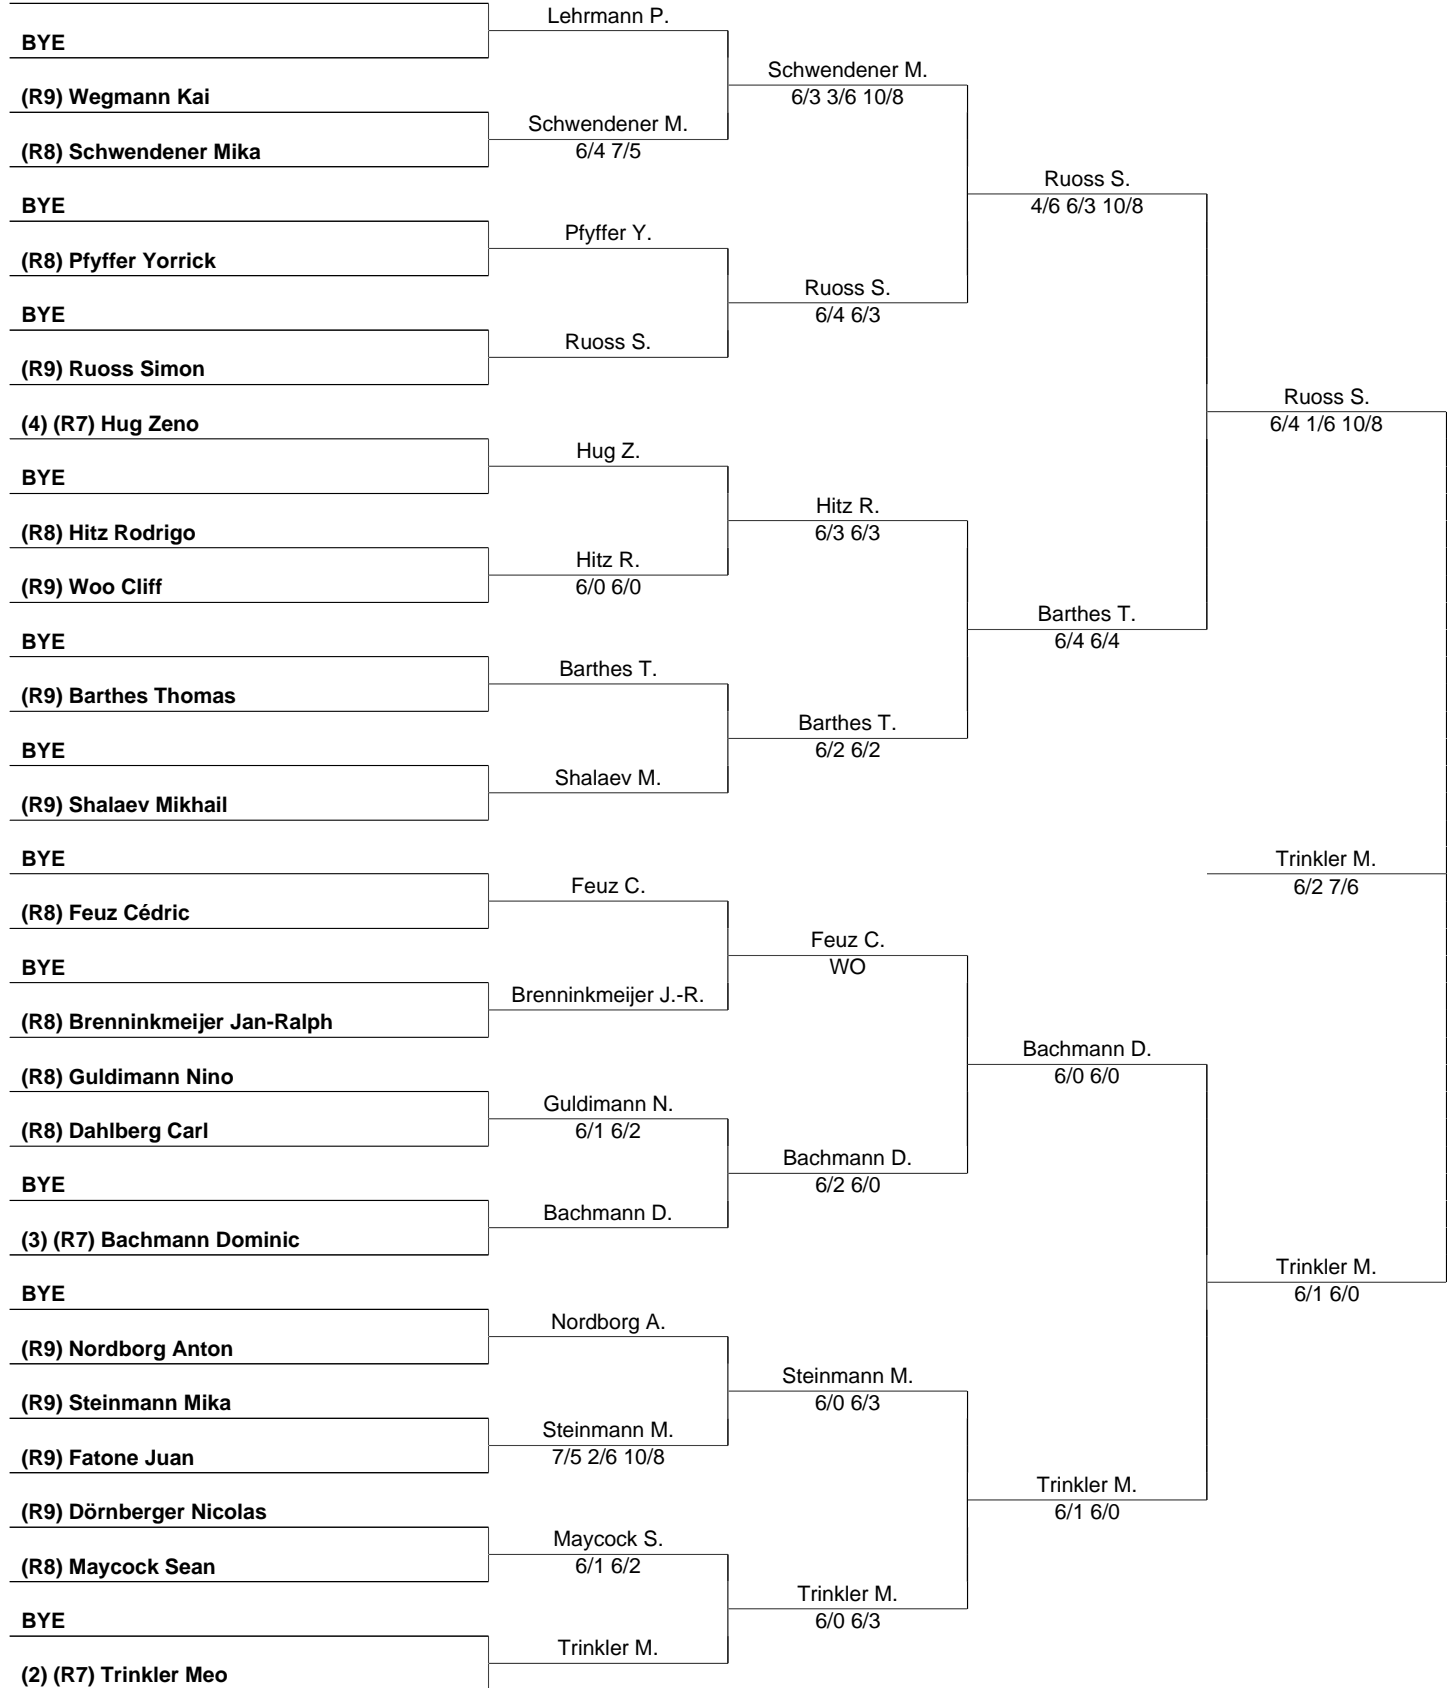 Lehrmann P.
BYE
Schwendener M.
6/3 3/6 10/8
(R9) Wegmann Kai
Schwendener M.
6/4 7/5
(R8) Schwendener Mika
Ruoss S.
4/6 6/3 10/8
BYE
Pfyffer Y.
(R8) Pfyffer Yorrick
Ruoss S.
6/4 6/3
BYE
Ruoss S.
(R9) Ruoss Simon
Ruoss S.
6/4 1/6 10/8
(4) (R7) Hug Zeno
Hug Z.
BYE
Hitz R.
6/3 6/3
(R8) Hitz Rodrigo
Hitz R.
6/0 6/0
(R9) Woo Cliff
Barthes T.
6/4 6/4
BYE
Barthes T.
(R9) Barthes Thomas
Barthes T.
6/2 6/2
BYE
Shalaev M.
(R9) Shalaev Mikhail
BYE
Trinkler M.
6/2 7/6
Feuz C.
(R8) Feuz Cédric
Feuz C.
WO
BYE
Brenninkmeijer J.-R.
(R8) Brenninkmeijer Jan-Ralph
Bachmann D.
6/0 6/0
(R8) Guldimann Nino
Guldimann N.
6/1 6/2
(R8) Dahlberg Carl
Bachmann D.
6/2 6/0
BYE
Bachmann D.
(3) (R7) Bachmann Dominic
Trinkler M.
6/1 6/0
BYE
Nordborg A.
(R9) Nordborg Anton
Steinmann M.
6/0 6/3
(R9) Steinmann Mika
Steinmann M.
7/5 2/6 10/8
(R9) Fatone Juan
Trinkler M.
6/1 6/0
(R9) Dörnberger Nicolas
Maycock S.
6/1 6/2
(R8) Maycock Sean
Trinkler M.
6/0 6/3
BYE
Trinkler M.
(2) (R7) Trinkler Meo